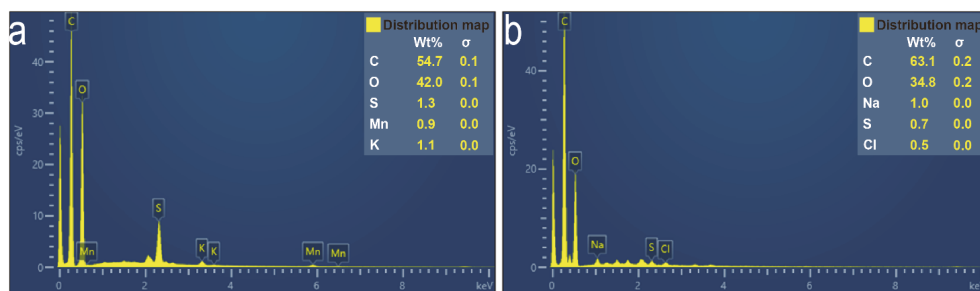 a
Distribution map
Wt% σ
C 54.7 0.1
O 42.0 0.1
S 1.3 0.0
Mn 0.9 0.0
K 1.1 0.0
C
O
Mn
S
K
K
Mn
Mn
cps/eV
40
30
20
10
0
0 2 4 6 8 keV
b
Distribution map
Wt% σ
C 63.1 0.2
O 34.8 0.2
Na 1.0 0.0
S 0.7 0.0
Cl 0.5 0.0
C
O
Na
S
Cl
cps/eV
40
20
0
0 2 4 6 8 keV